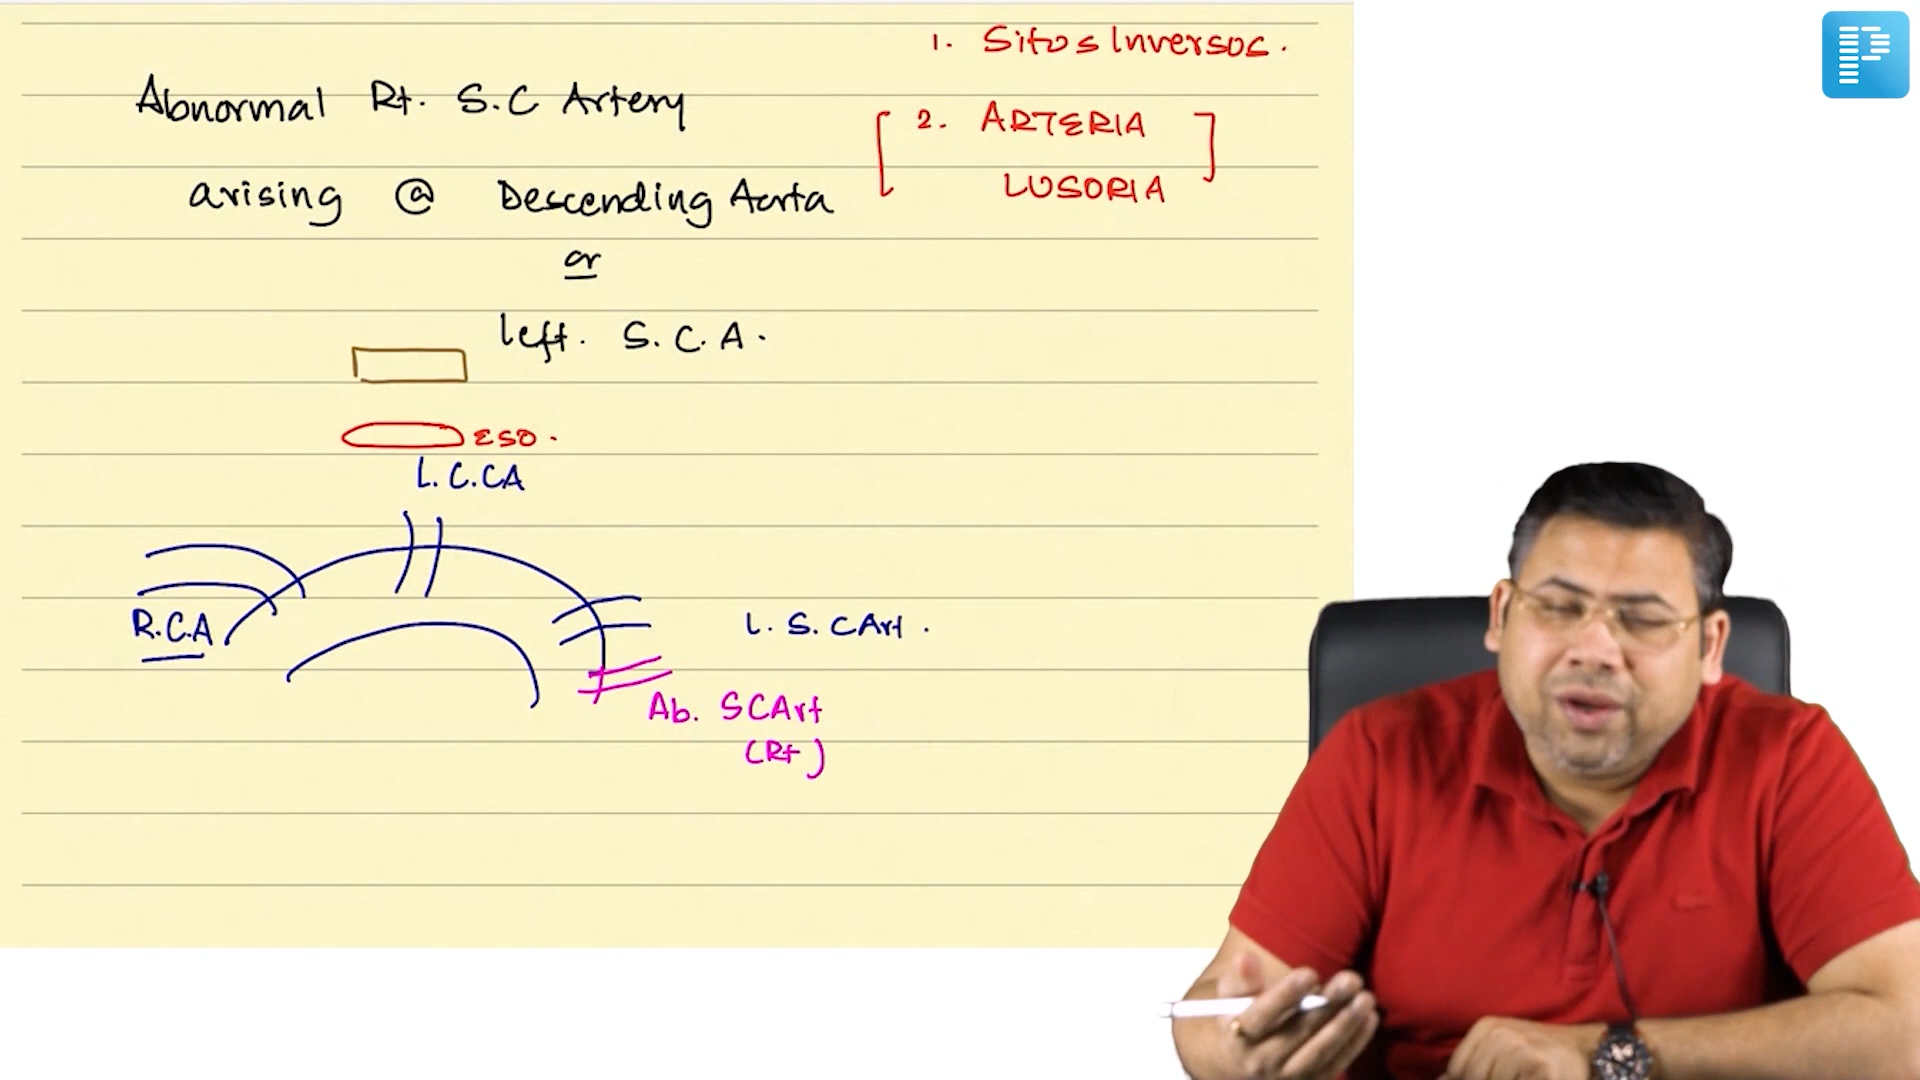 1. Situs Inversus.
Abnormal Rt. S.C Artery
2. ARTERIA
LUSORIA
arising @ Descending Aorta
or
left. S.C.A.
ESO.
L.C.CA
R.C.A
L. S. CArt.
Ab. SCArt
(Rt)